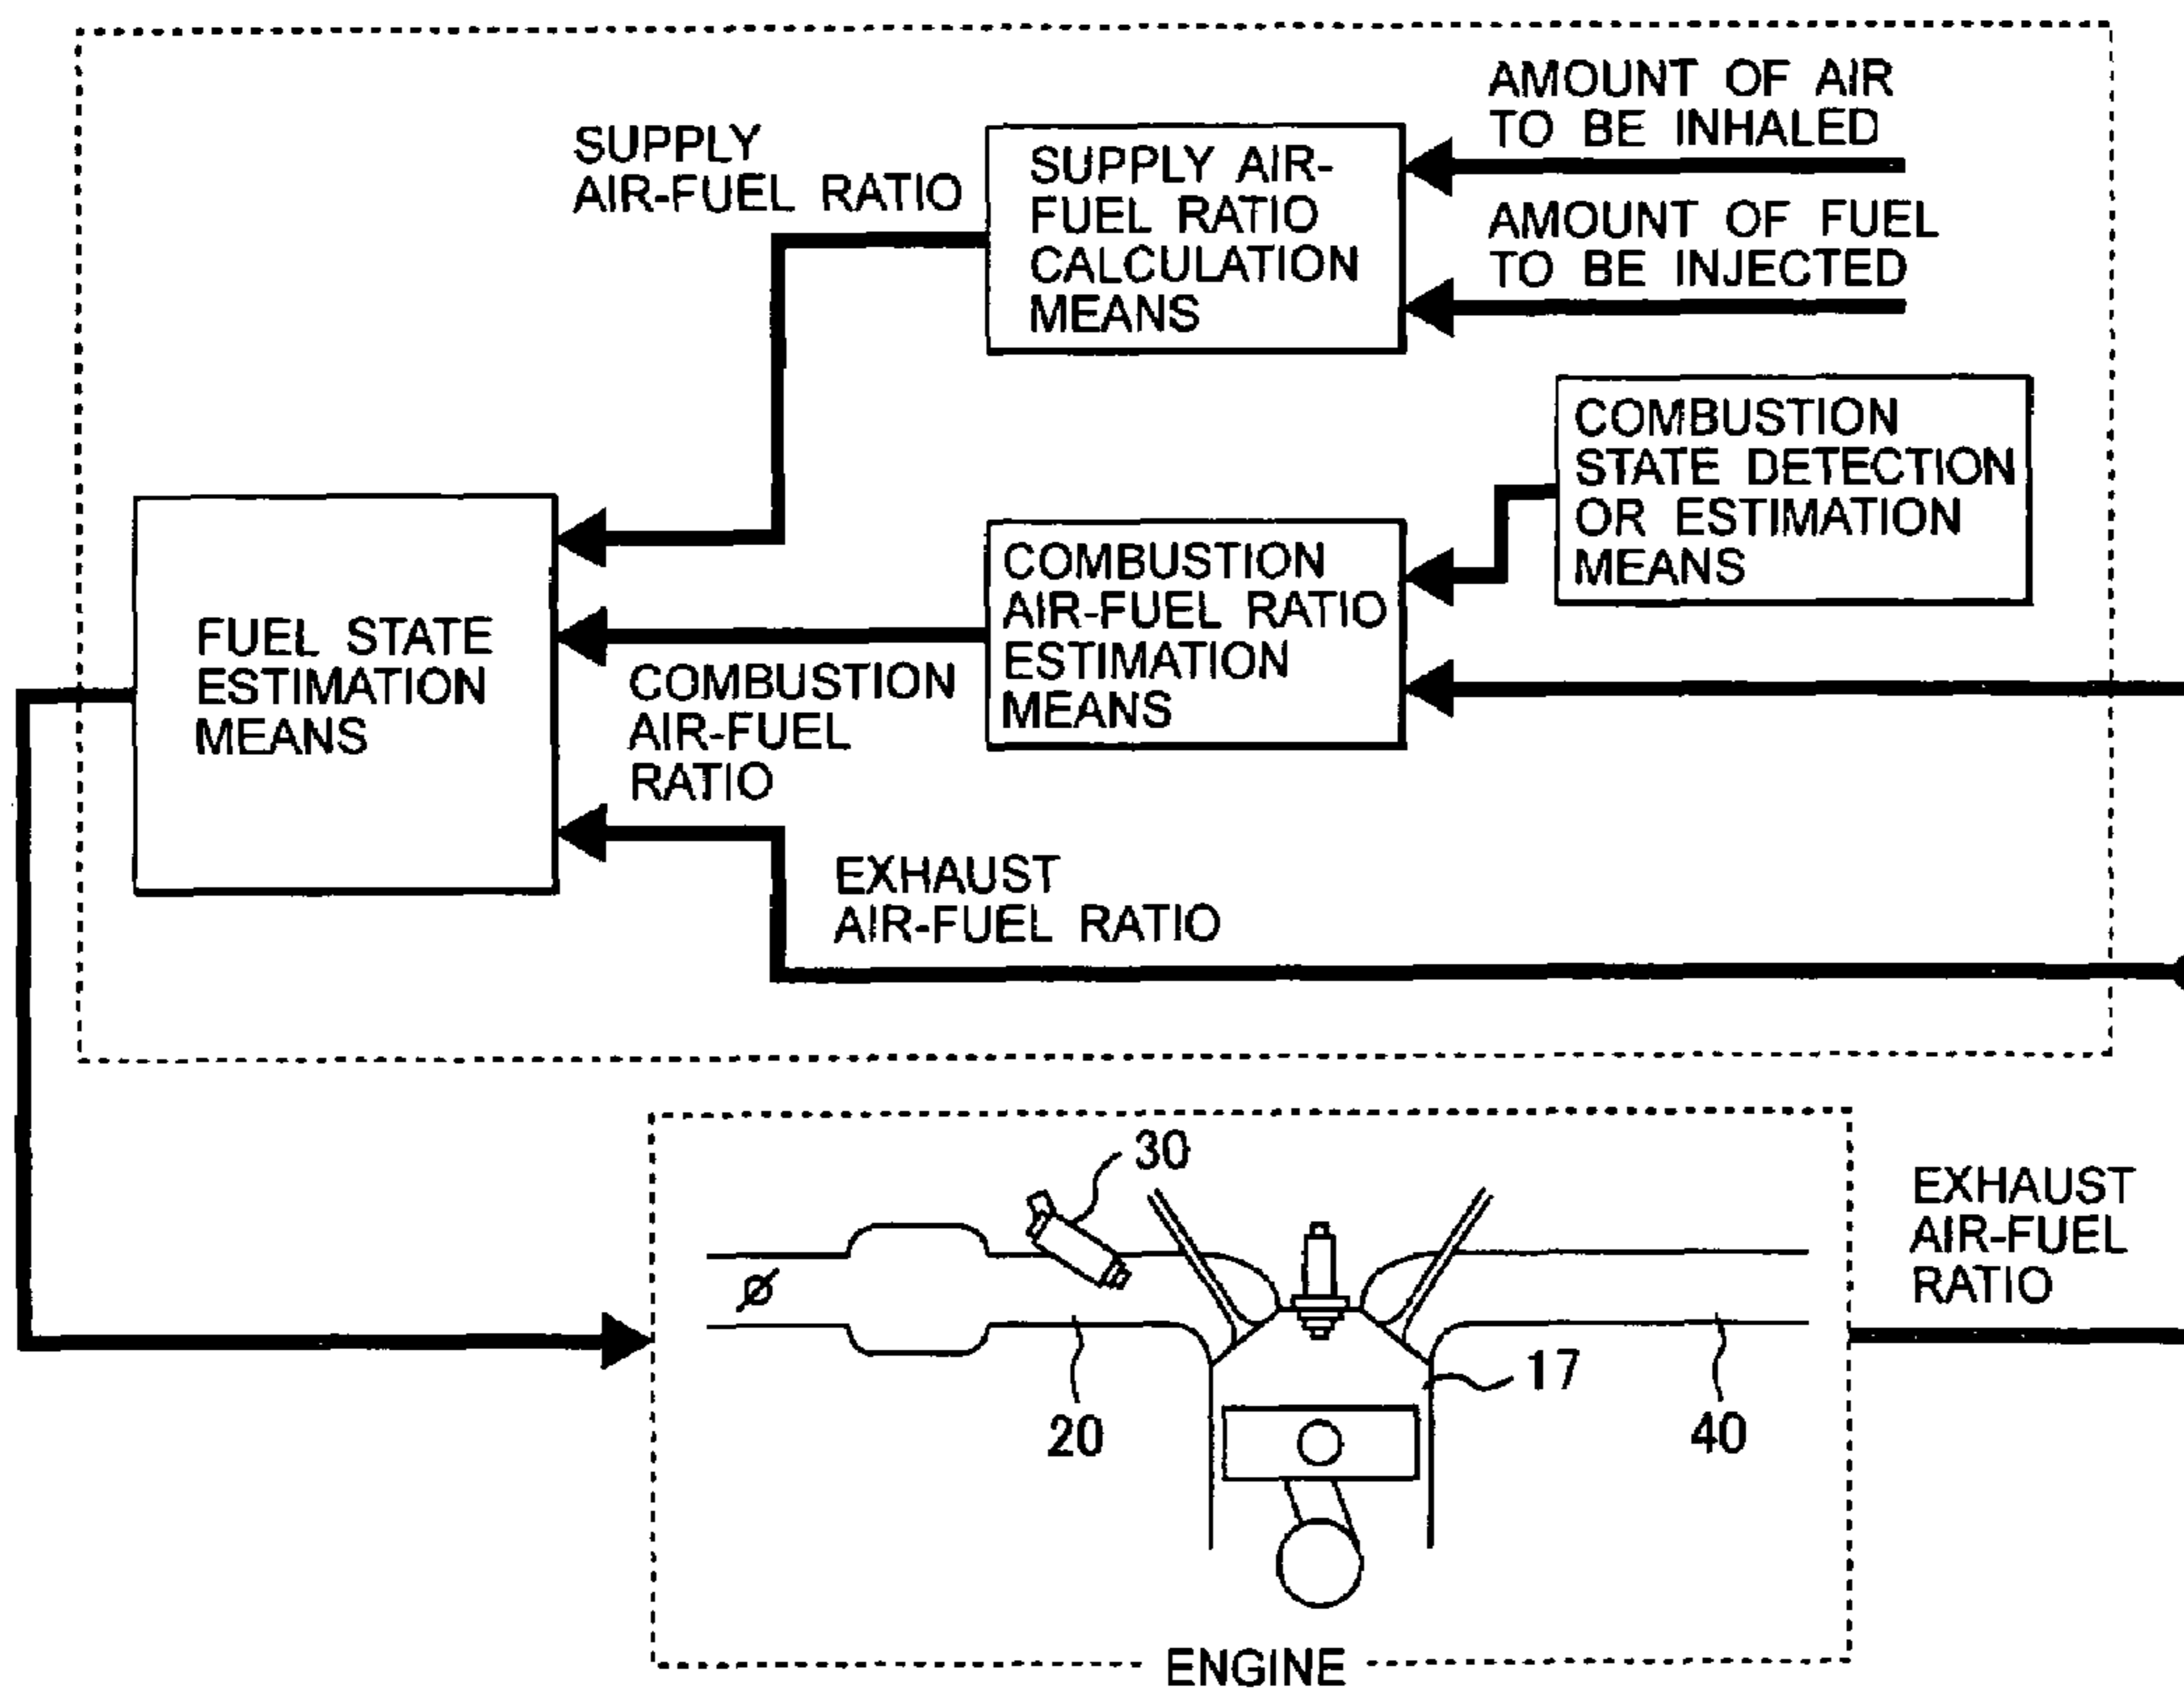 AMOUNT OF AIR
TO BE INHALED
SUPPLY
AIR-FUEL RATIO
SUPPLY AIR-
FUEL RATIO
CALCULATION
MEANS
AMOUNT OF FUEL
TO BE INJECTED
COMBUSTION
STATE DETECTION
OR ESTIMATION
MEANS
COMBUSTION
AIR-FUEL RATIO
ESTIMATION
MEANS
FUEL STATE
ESTIMATION
MEANS
COMBUSTION
AIR-FUEL
RATIO
EXHAUST
AIR-FUEL RATIO
30
EXHAUST
AIR-FUEL
RATIO
17
20
40
ENGINE